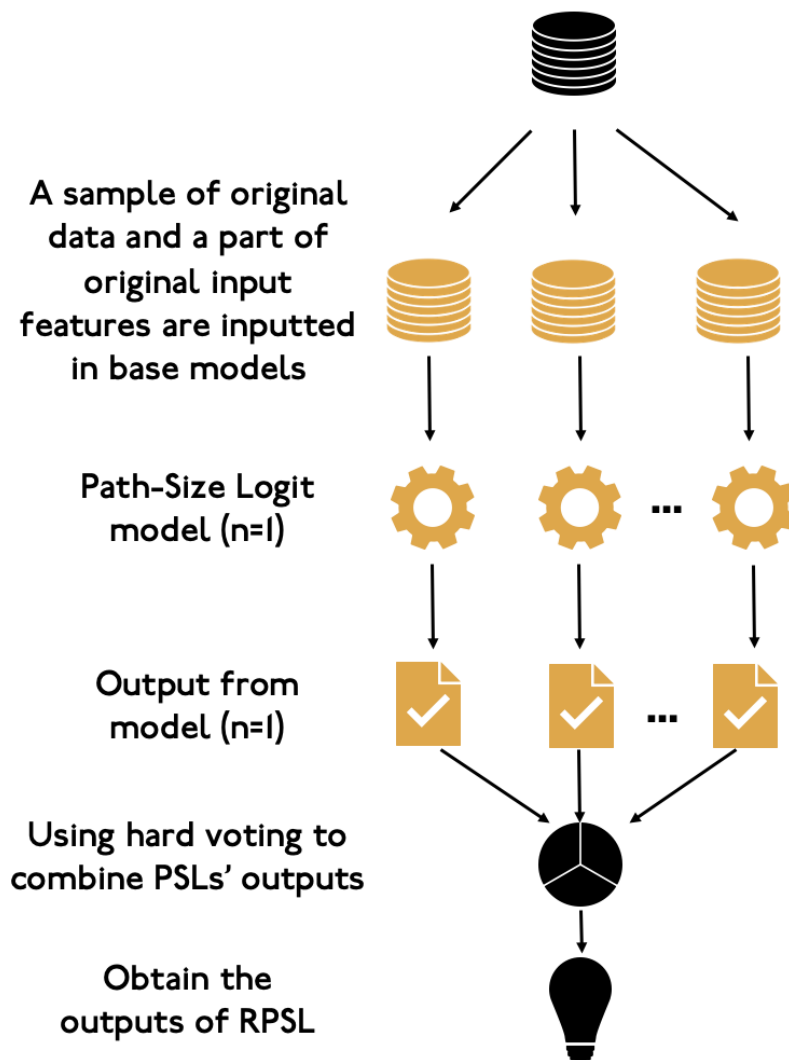 A sample of original
data and a part of
original input
features are inputted
in base models
Path-Size Logit
model (n=1)
...
Output from
model (n=1)
...
Using hard voting to
combine PSLs' outputs
Obtain the
outputs of RPSL